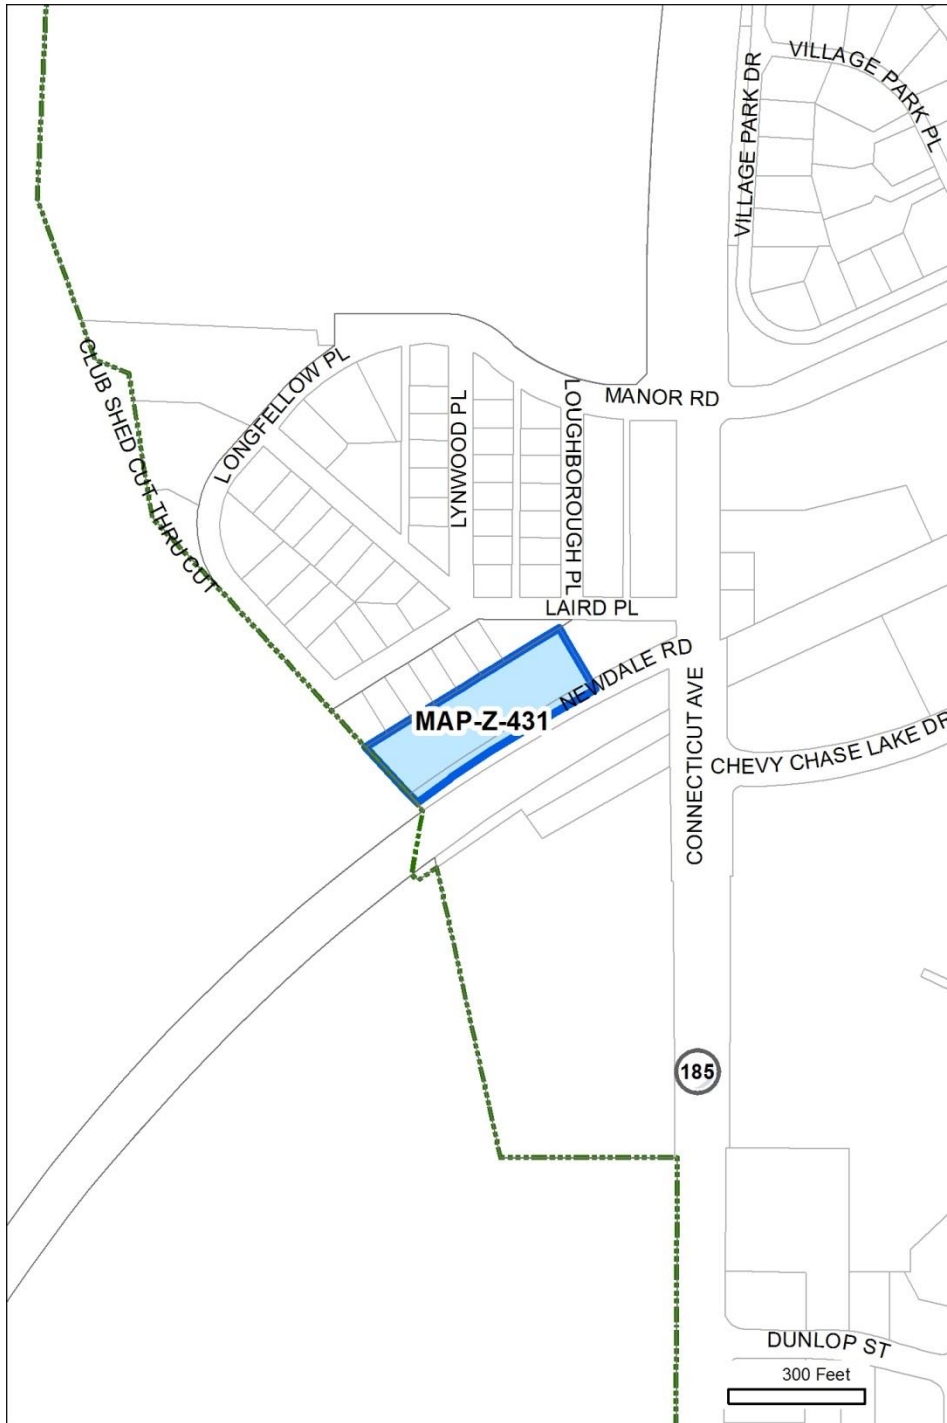 VILLAGE PARK PL
VILLAGE PARK DR
CLUB SHED CUT THRU CUT
LONGFELLOW PL
LYNWOOD PL
LOUGHBOROUGH PL
MANOR RD
LAIRD PL
NEWDALE RD
MAP-Z-431
CONNECTICUT AVE
CHEVY CHASE LAKE DR
185
DUNLOP ST
300 Feet